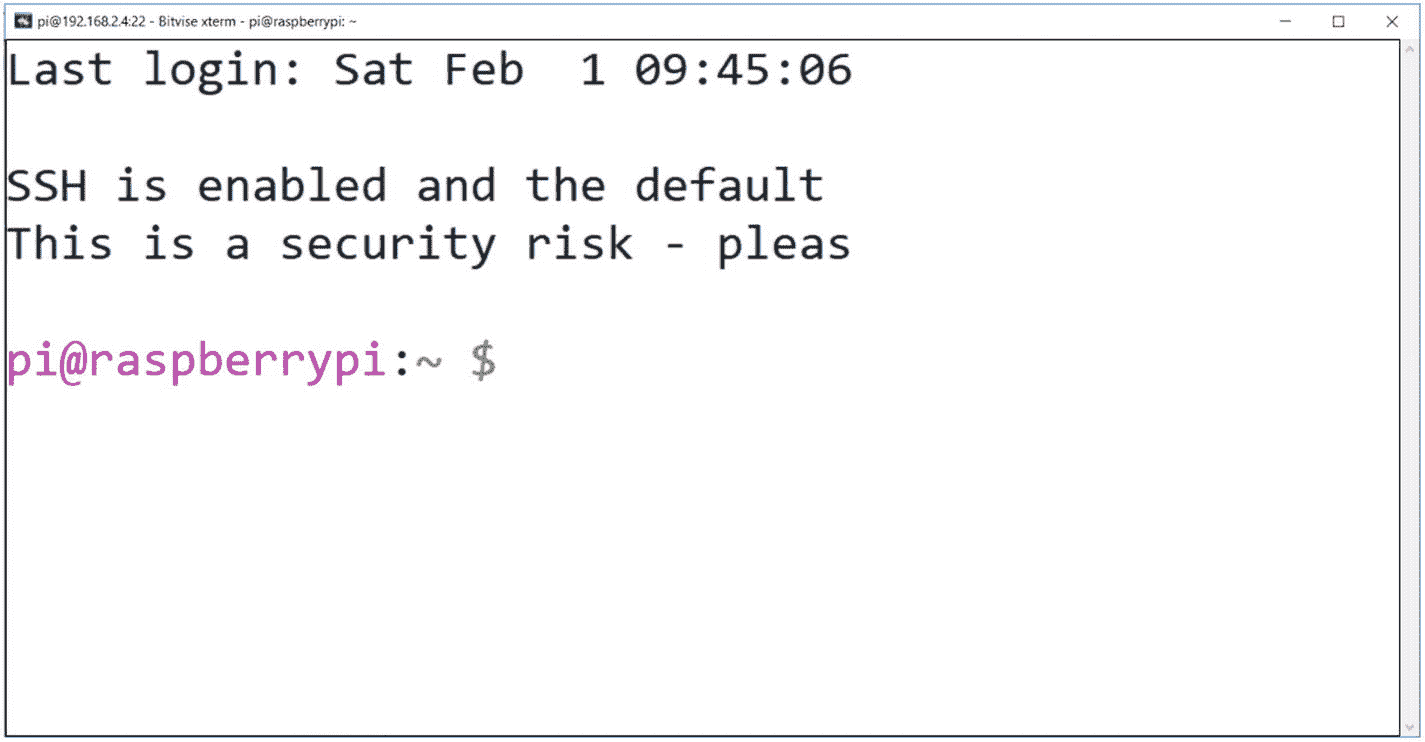 pi@192.168.2.4:22 - Bitvise xterm - pi@raspberrypi: ~
Last login: Sat Feb  1 09:45:06
SSH is enabled and the default
This is a security risk - pleas
pi@raspberrypi:~ $